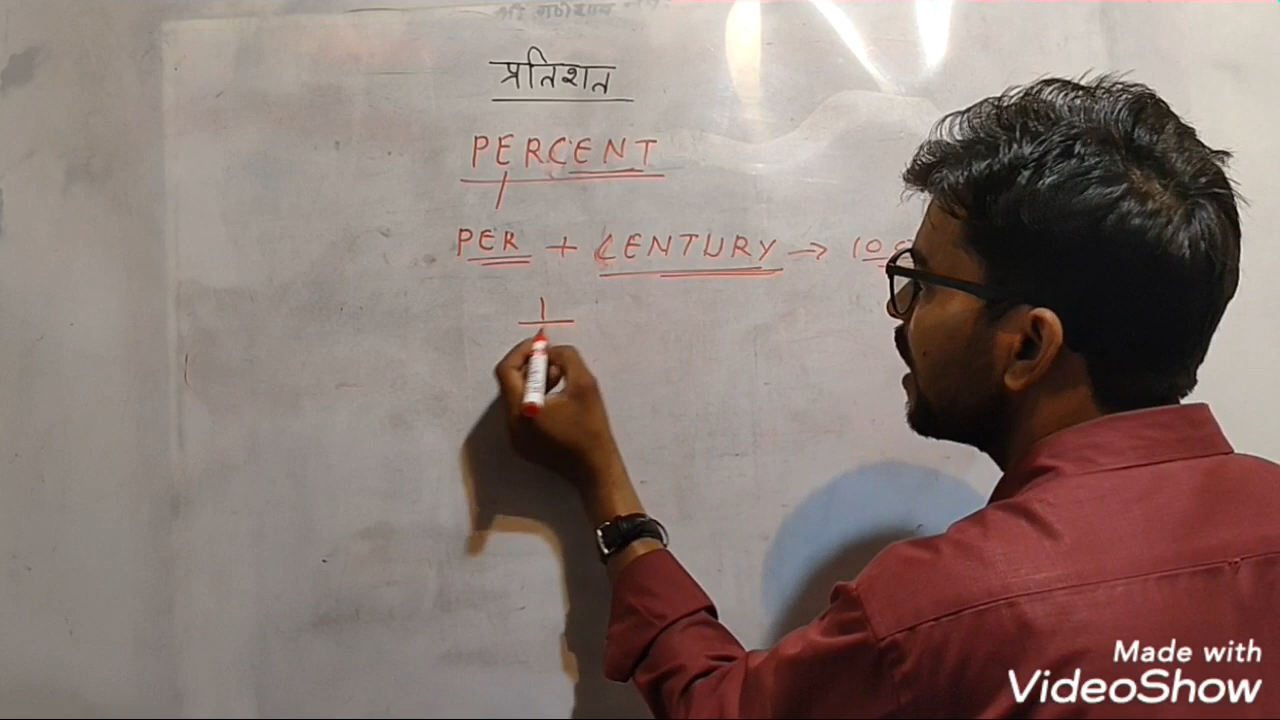 प्रतिशत
PERCENT
PER + CENTURY → 100
1
Made with
VideoShow